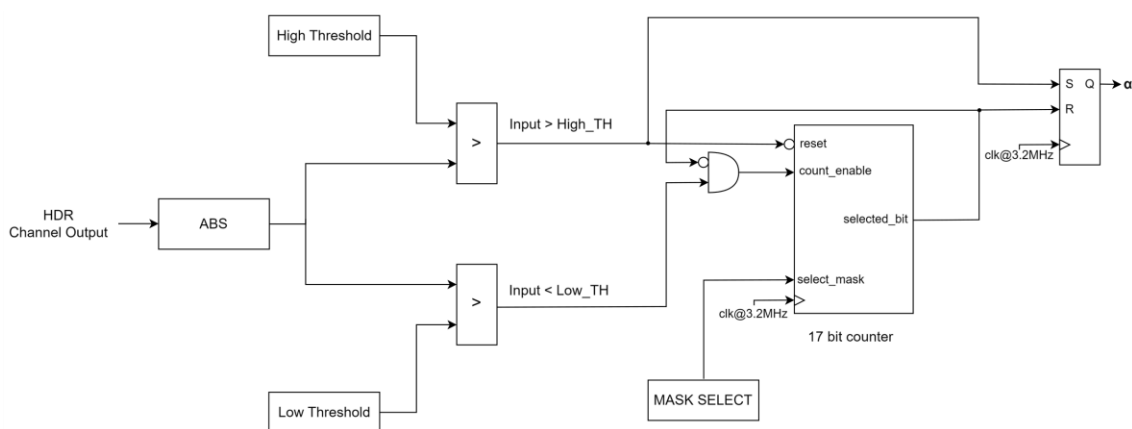 High Threshold
Input > High_TH
>
S Q
α
R
clk@3.2MHz
reset
count_enable
HDR
Channel Output
ABS
selected_bit
Input < Low_TH
>
select_mask
clk@3.2MHz
17 bit counter
MASK SELECT
Low Threshold